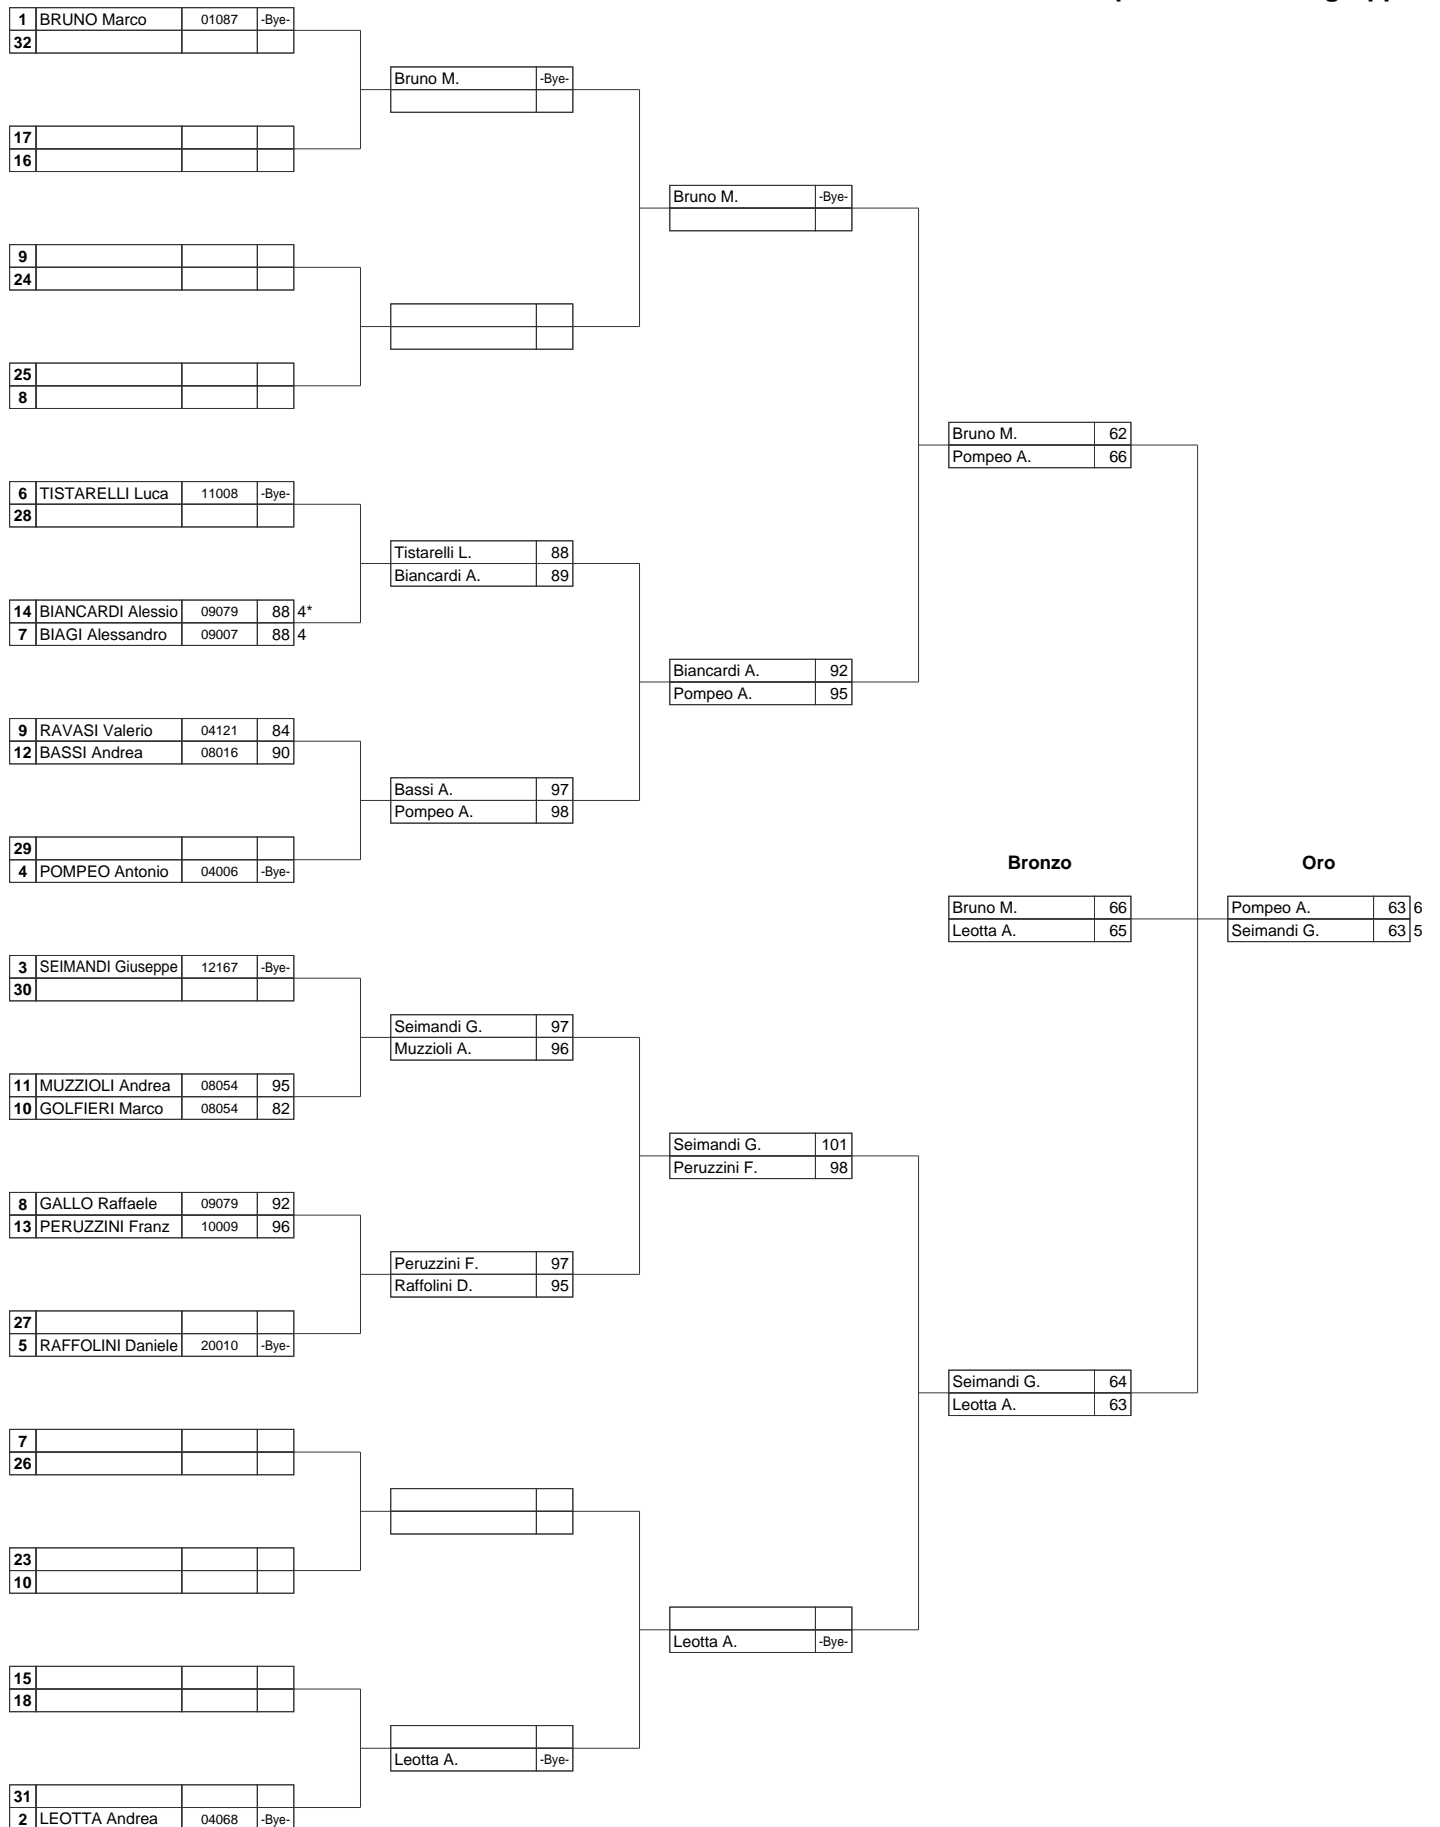 1 BRUNO Marco 01087 -Bye-
32
Bruno M. -Bye-
17
16
Bruno M. -Bye-
9
24
25
8
Bruno M. 62
Pompeo A. 66
6 TISTARELLI Luca 11008 -Bye-
28
Tistarelli L. 88
Biancardi A. 89
14 BIANCARDI Alessio 09079 88 4*
7 BIAGI Alessandro 09007 88 4
Biancardi A. 92
Pompeo A. 95
9 RAVASI Valerio 04121 84
12 BASSI Andrea 08016 90
Bassi A. 97
Pompeo A. 98
29
4 POMPEO Antonio 04006 -Bye-
Bronzo Oro
Bruno M. 66 Pompeo A. 63 6
Leotta A. 65 Seimandi G. 63 5
3 SEIMANDI Giuseppe 12167 -Bye-
30
Seimandi G. 97
Muzzioli A. 96
11 MUZZIOLI Andrea 08054 95
10 GOLFIERI Marco 08054 82
Seimandi G. 101
Peruzzini F. 98
8 GALLO Raffaele 09079 92
13 PERUZZINI Franz 10009 96
Peruzzini F. 97
Raffolini D. 95
27
5 RAFFOLINI Daniele 20010 -Bye-
Seimandi G. 64
Leotta A. 63
7
26
23
10
Leotta A. -Bye-
15
18
Leotta A. -Bye-
31
2 LEOTTA Andrea 04068 -Bye-